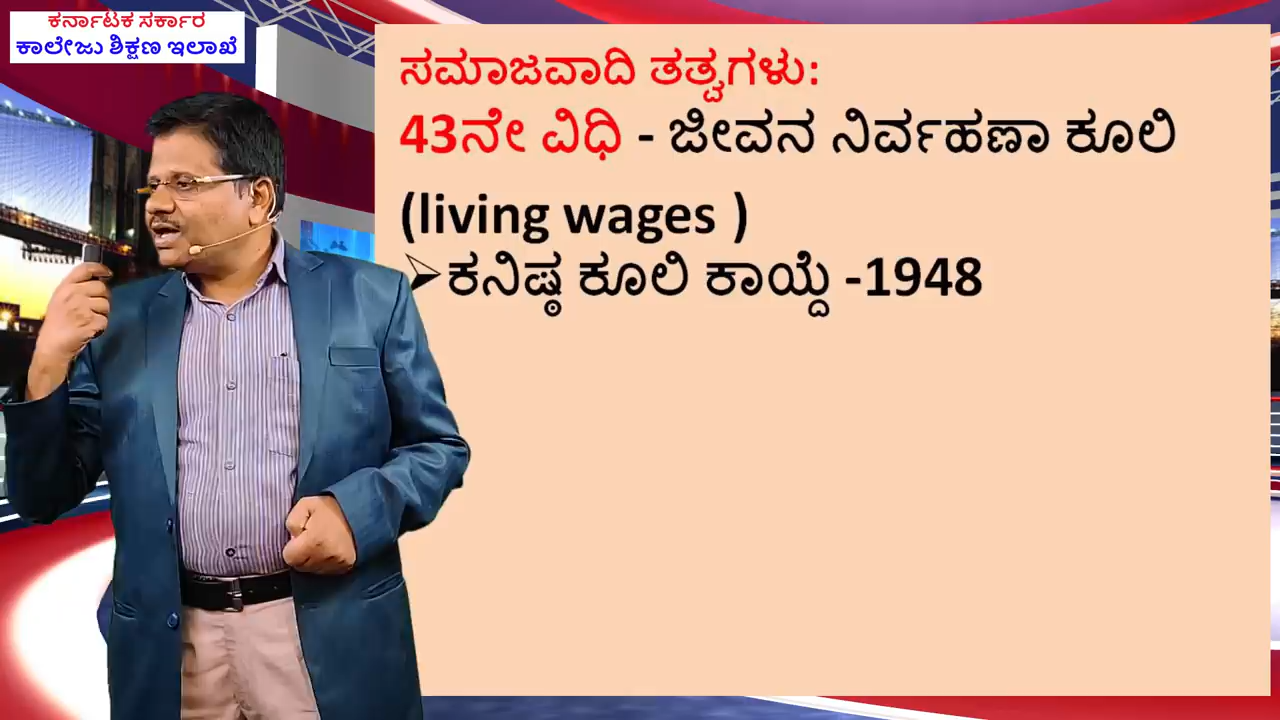 ಕರ್ನಾಟಕ ಸರ್ಕಾರ
ಕಾಲೇಜು ಶಿಕ್ಷಣ ಇಲಾಖೆ
ಸಮಾಜವಾದಿ ತತ್ವಗಳು:
43ನೇ ವಿಧಿ - ಜೀವನ ನಿರ್ವಹಣಾ ಕೂಲಿ
(living wages )
➢ಕನಿಷ್ಠ ಕೂಲಿ ಕಾಯ್ದೆ -1948